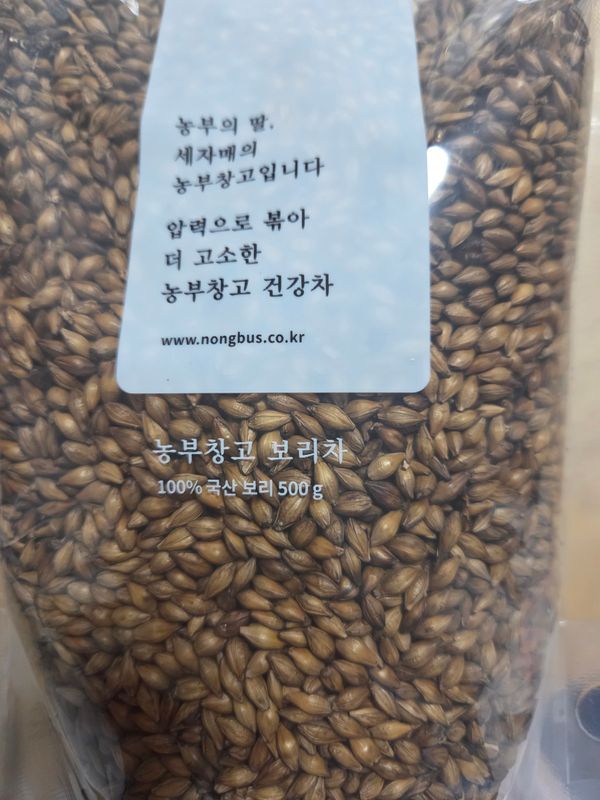 농부의 딸,
세자매의
농부창고입니다
압력으로 볶아
더 고소한
농부창고 건강차
www.nongbus.co.kr
농부창고 보리차
100% 국산 보리 500 g